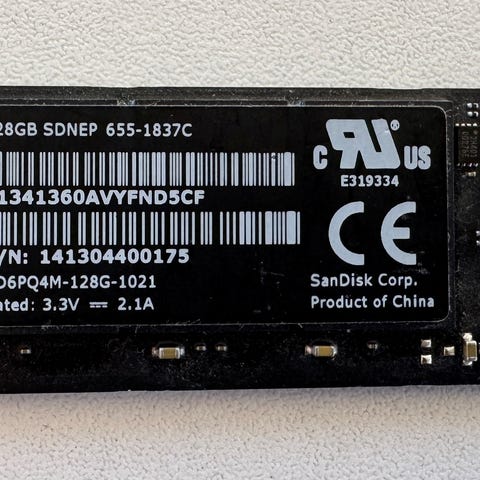 28GB SDNEP 655-1837C
1341360AVYFND5CF
/N: 141304400175
D6PQ4M-128G-1021
ated: 3.3V ⎓ 2.1A
C RU® US
E319334
CE
SanDisk Corp.
Product of China